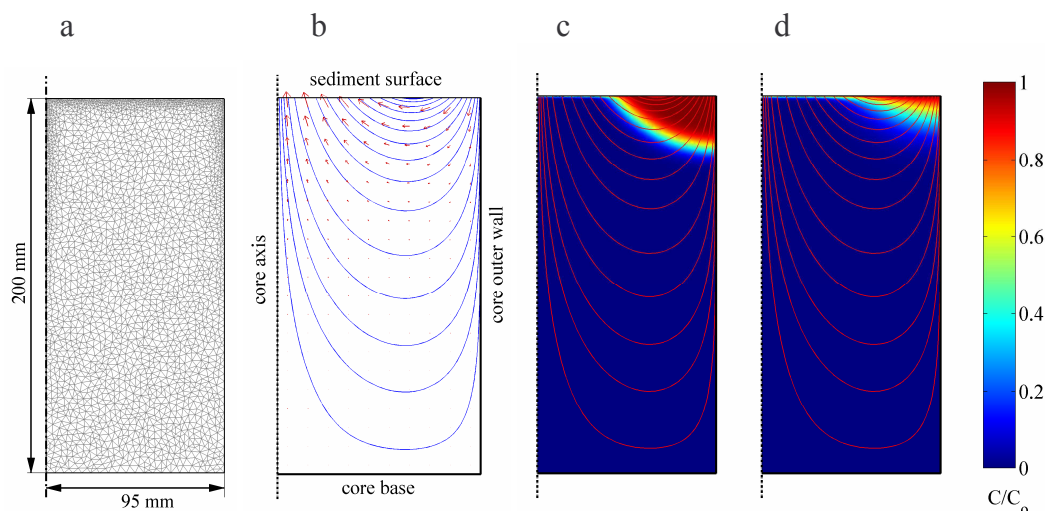 a
b
c
d
sediment surface
200 mm
core axis
core outer wall
core base
95 mm
1
0.8
0.6
0.4
0.2
0
C/Co